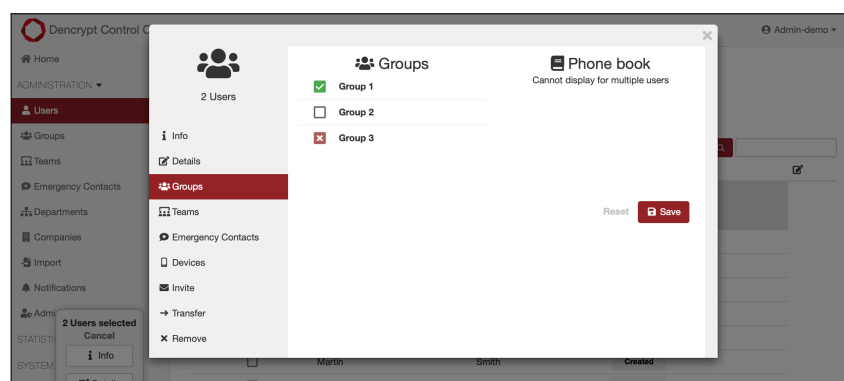 Dencrypt Control C
Admin-demo
Home
ADMINISTRATION
Users
Groups
Teams
Emergency Contacts
Departments
Companies
Import
Notifications
Admi
STATISTI
SYSTEM
2 Users selected
Cancel
Info
2 Users
Info
Details
Groups
Teams
Emergency Contacts
Devices
Invite
Transfer
Remove
Groups
Group 1
Group 2
Group 3
Phone book
Cannot display for multiple users
Reset
Save
Martin Smith Created